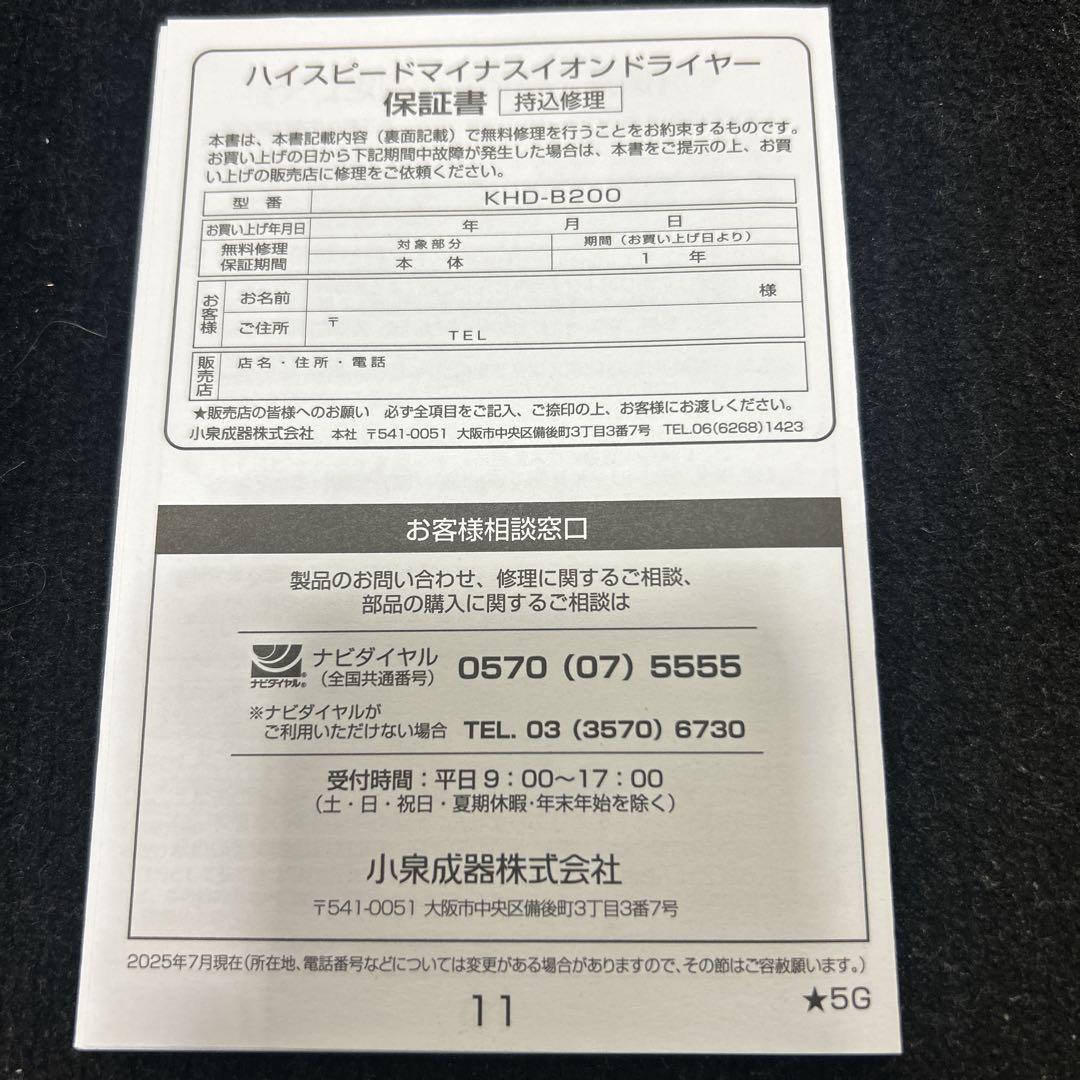 ハイスピードマイナスイオンドライヤー
保証書 持込修理
本書は、本書記載内容（裏面記載）で無料修理を行うことをお約束するものです。
お買い上げの日から下記期間中故障が発生した場合は、本書をご提示の上、お買
い上げの販売店に修理をご依頼ください。
型 番 KHD-B200
お買い上げ年月日 年 月 日
無料修理 保証期間 対象部分 期間（お買い上げ日より）
本 体 1 年
お客様 お名前 様
ご住所 〒 TEL
販売店 店名・住所・電話
★販売店の皆様へのお願い 必ず全項目をご記入、ご捺印の上、お客様にお渡しください。
小泉成器株式会社 本社 〒541-0051 大阪市中央区備後町3丁目3番7号 TEL.06(6268)1423
お客様相談窓口
製品のお問い合わせ、修理に関するご相談、
部品の購入に関するご相談は
ナビダイヤル® ナビダイヤル （全国共通番号） 0570（07）5555
※ナビダイヤルが
ご利用いただけない場合 TEL. 03（3570）6730
受付時間：平日9：00〜17：00
（土・日・祝日・夏期休暇・年末年始を除く）
小泉成器株式会社
〒541-0051 大阪市中央区備後町3丁目3番7号
2025年7月現在（所在地、電話番号などについては変更がある場合がありますので、その節はご容赦願います。）
11
★5G